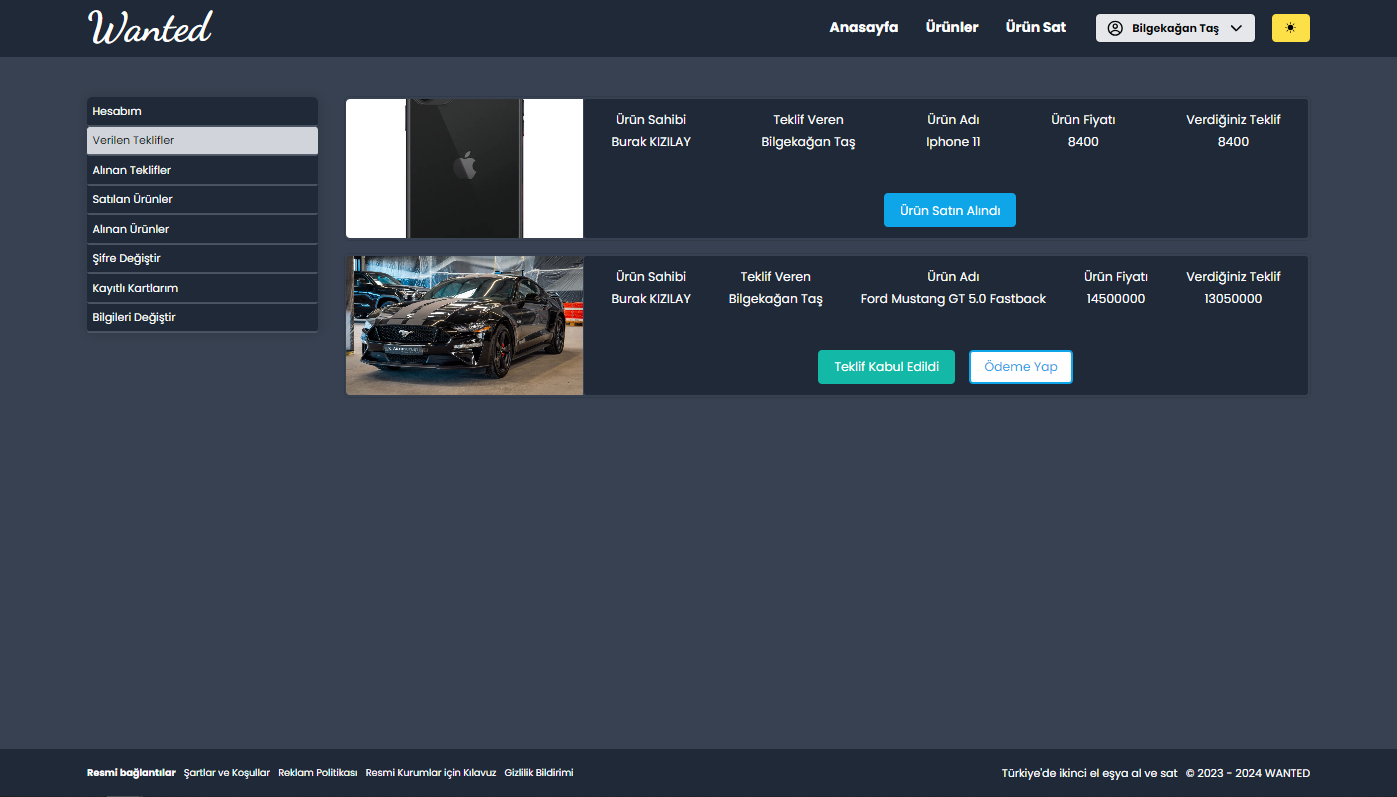 Wanted
Anasayfa Ürünler Ürün Sat Bilgekağan Taş
Hesabım
Verilen Teklifler
Alınan Teklifler
Satılan Ürünler
Alınan Ürünler
Şifre Değiştir
Kayıtlı Kartlarım
Bilgileri Değiştir
Ürün Sahibi Teklif Veren Ürün Adı Ürün Fiyatı Verdiğiniz Teklif
Burak KIZILAY Bilgekağan Taş Iphone 11 8400 8400
Ürün Satın Alındı
Ürün Sahibi Teklif Veren Ürün Adı Ürün Fiyatı Verdiğiniz Teklif
Burak KIZILAY Bilgekağan Taş Ford Mustang GT 5.0 Fastback 14500000 13050000
Teklif Kabul Edildi Ödeme Yap
Resmi bağlantılar Şartlar ve Koşullar Reklam Politikası Resmi Kurumlar için Kılavuz Gizlilik Bildirimi
Türkiye'de ikinci el eşya al ve sat © 2023 - 2024 WANTED